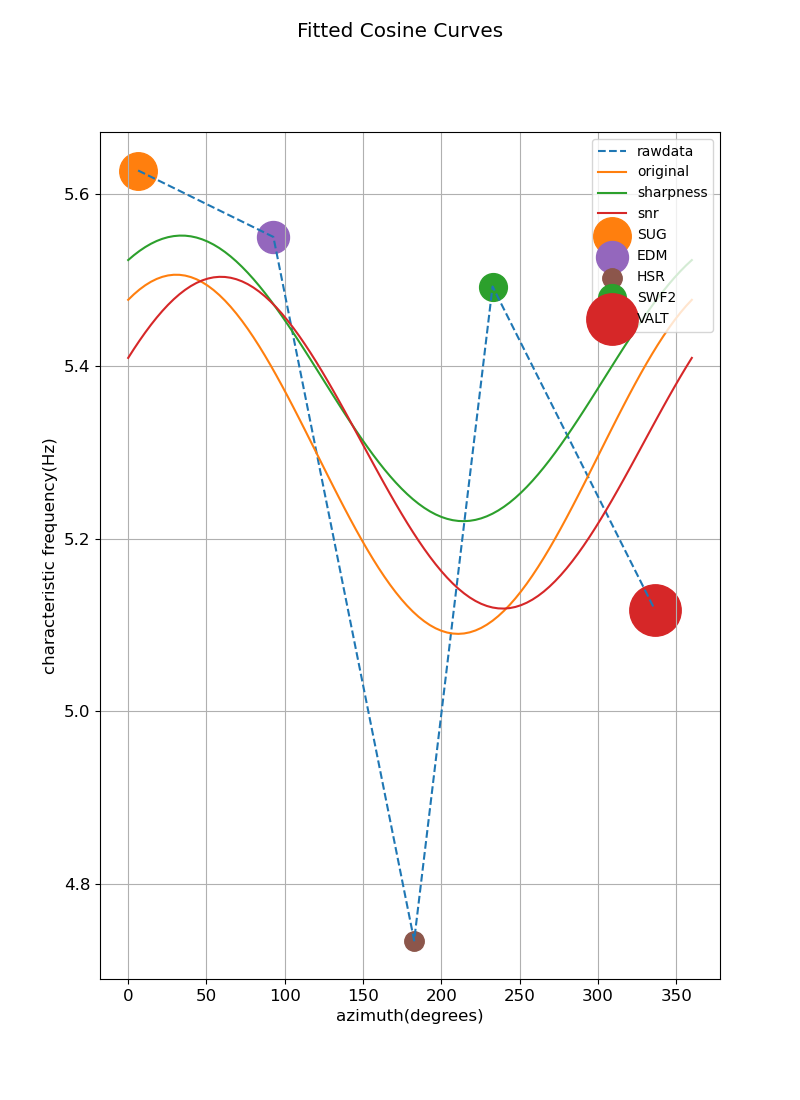 Fitted Cosine Curves
rawdata
original
sharpness
snr
SUG
EDM
HSR
SWF2
VALT
characteristic frequency(Hz)
5.6
5.4
5.2
5.0
4.8
0 50 100 150 200 250 300 350
azimuth(degrees)